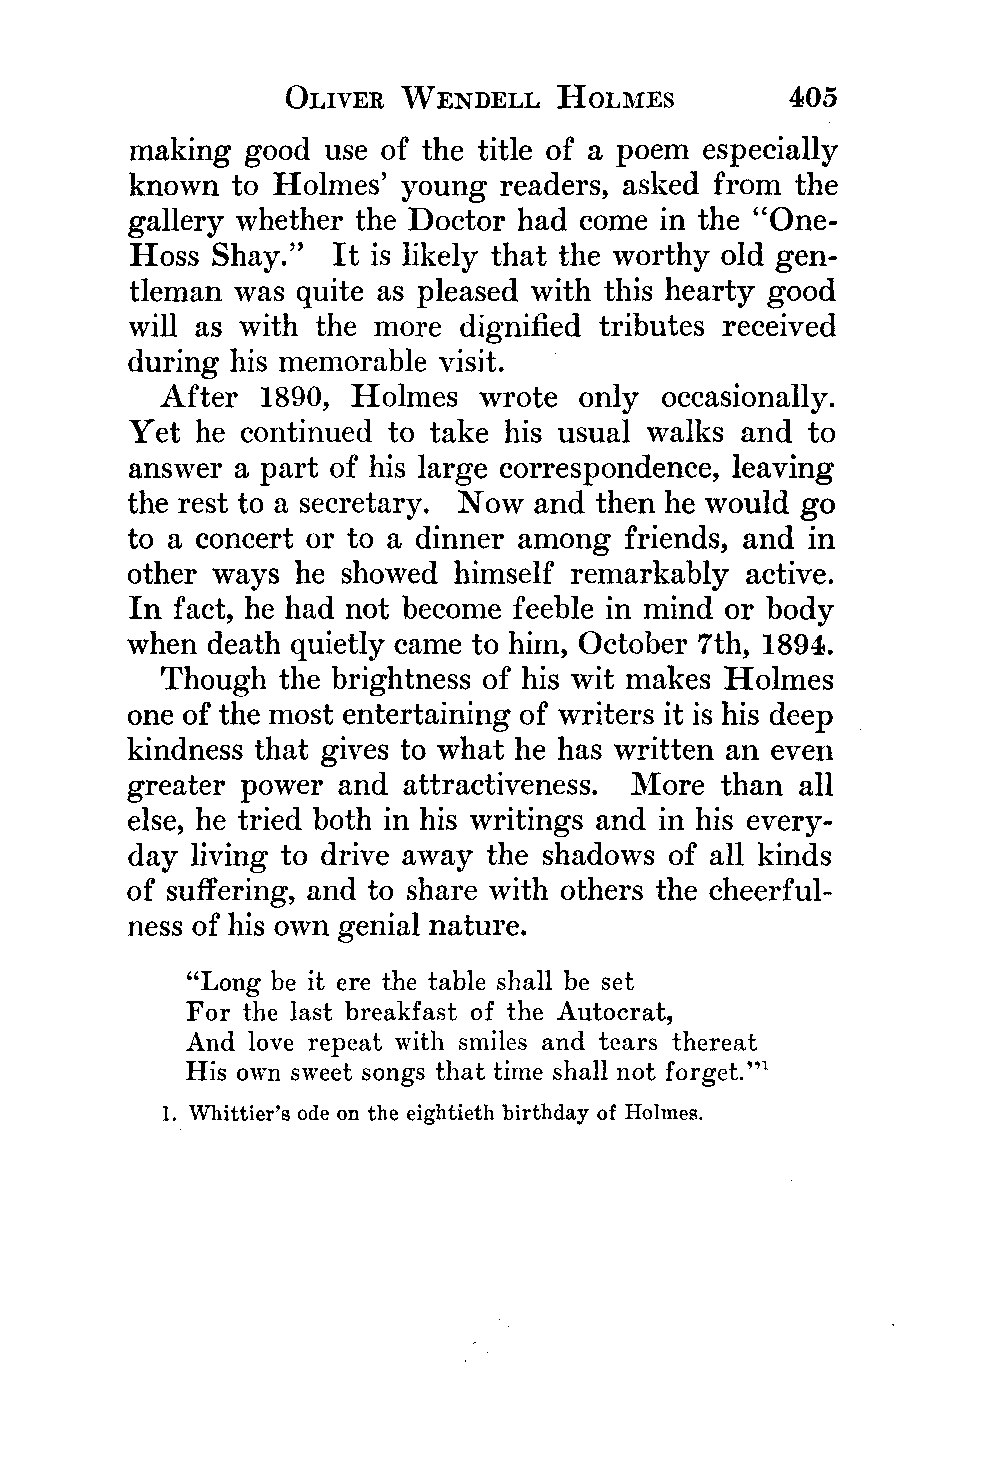 OLIVER WENDELL HOLMES 405
making good use of the title of a poem especially
known to Holmes' young readers, asked from the
gallery whether the Doctor had come in the "One-
Hoss Shay." It is likely that the worthy old gen-
tleman was quite as pleased with this hearty good
will as with the more dignified tributes received
during his memorable visit.
After 1890, Holmes wrote only occasionally.
Yet he continued to take his usual walks and to
answer a part of his large correspondence, leaving
the rest to a secretary. Now and then he would go
to a concert or to a dinner among friends, and in
other ways he showed himself remarkably active.
In fact, he had not become feeble in mind or body
when death quietly came to him, October 7th, 1894.
Though the brightness of his wit makes Holmes
one of the most entertaining of writers it is his deep
kindness that gives to what he has written an even
greater power and attractiveness. More than all
else, he tried both in his writings and in his every-
day living to drive away the shadows of all kinds
of suffering, and to share with others the cheerful-
ness of his own genial nature.
"Long be it ere the table shall be set
For the last breakfast of the Autocrat,
And love repeat with smiles and tears thereat
His own sweet songs that time shall not forget."1
1. Whittier's ode on the eightieth birthday of Holmes.